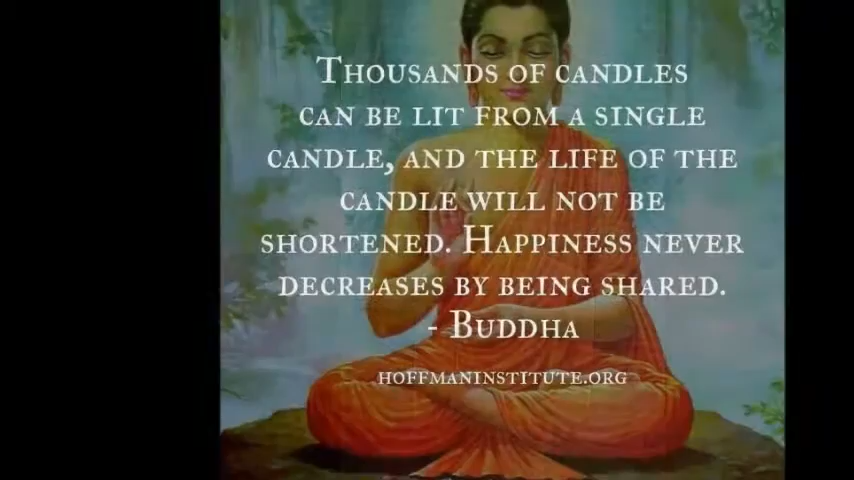 Thousands of candles
can be lit from a single
candle, and the life of the
candle will not be
shortened. Happiness never
decreases by being shared.
- Buddha
hoffmaninstitute.org